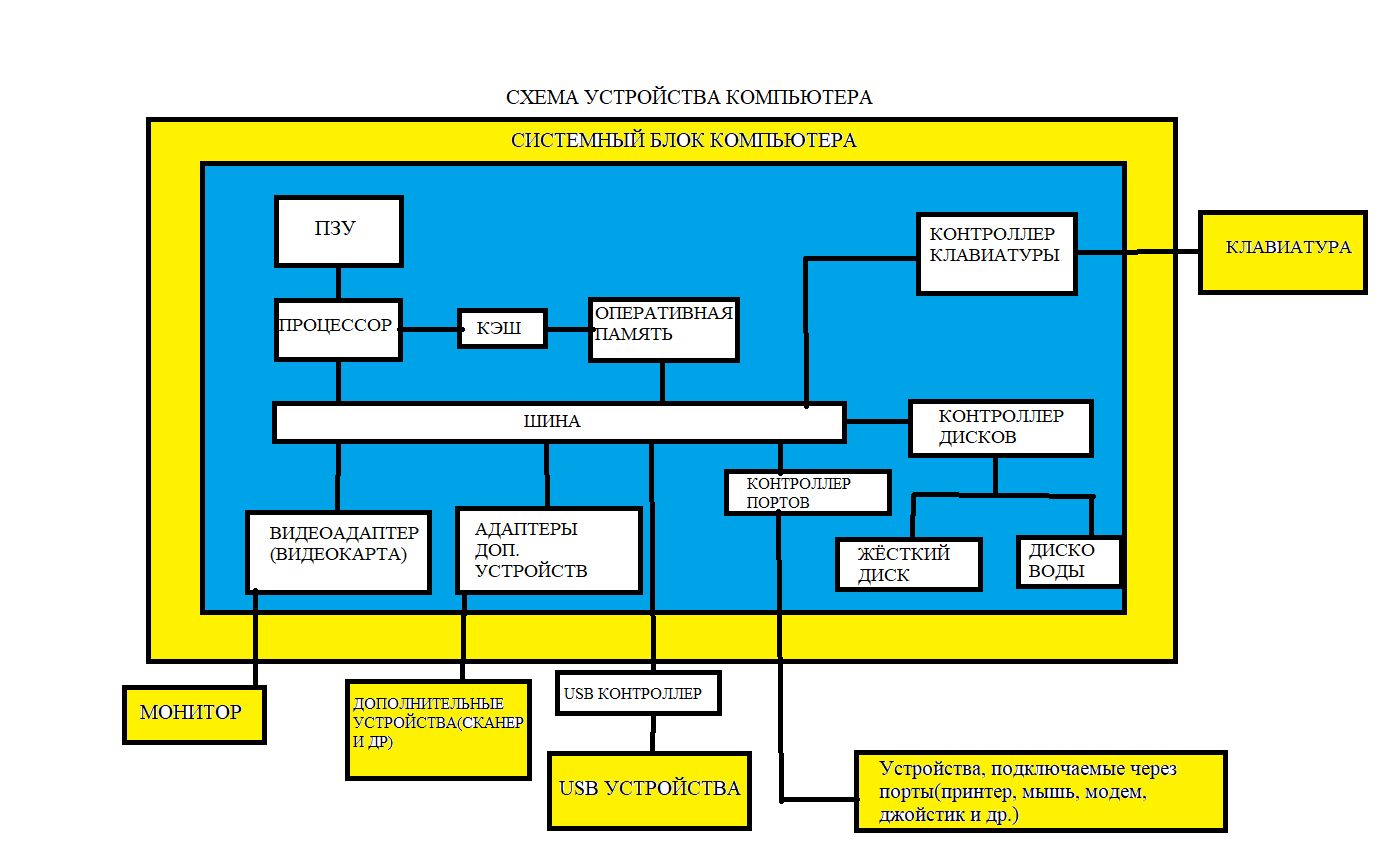 СХЕМА УСТРОЙСТВА КОМПЬЮТЕРА
СИСТЕМНЫЙ БЛОК КОМПЬЮТЕРА
ПЗУ
КОНТРОЛЛЕР
КЛАВИАТУРЫ
КЛАВИАТУРА
ПРОЦЕССОР
КЭШ
ОПЕРАТИВНАЯ
ПАМЯТЬ
ШИНА
КОНТРОЛЛЕР
ДИСКОВ
КОНТРОЛЛЕР
ПОРТОВ
ВИДЕОАДАПТЕР
(ВИДЕОКАРТА)
АДАПТЕРЫ
ДОП.
УСТРОЙСТВ
ЖЁСТКИЙ
ДИСК
ДИСКО
ВОДЫ
МОНИТОР
ДОПОЛНИТЕЛЬНЫЕ
УСТРОЙСТВА(СКАНЕР
И ДР)
USB КОНТРОЛЛЕР
USB УСТРОЙСТВА
Устройства, подключаемые через
порты(принтер, мышь, модем,
джойстик и др.)